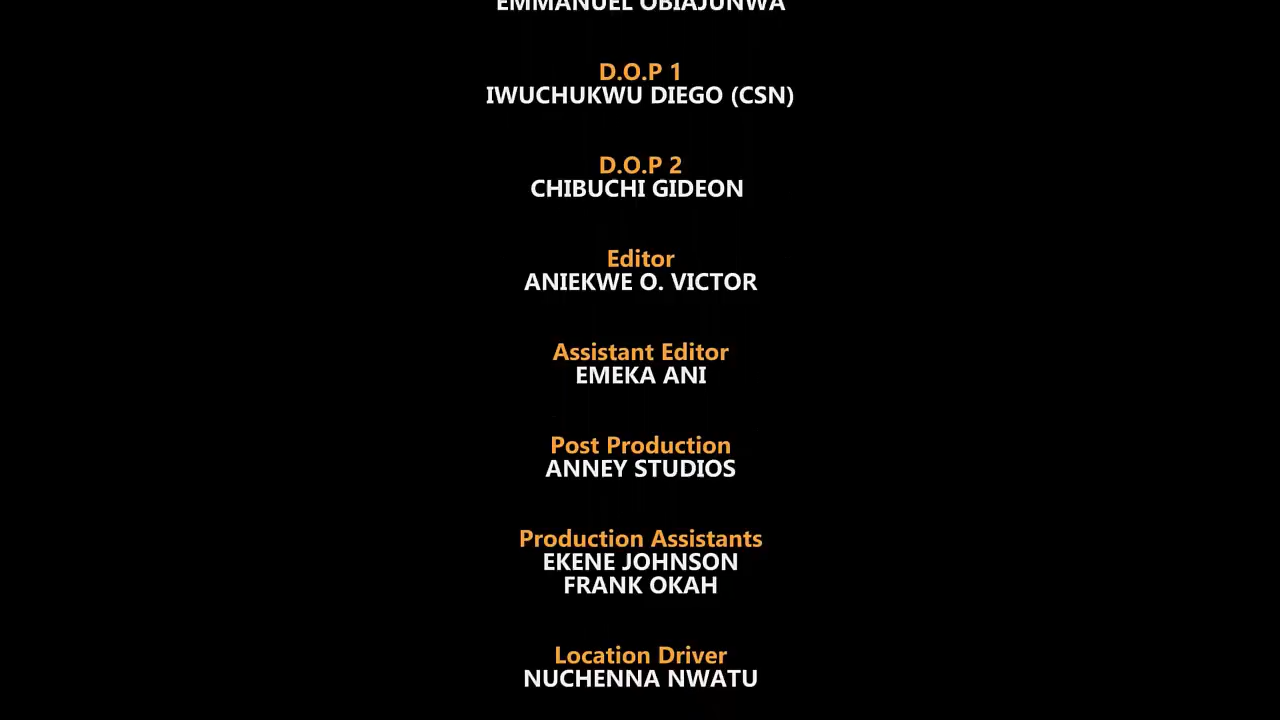 EMMANUEL OBIAJUNWA
D.O.P 1
IWUCHUKWU DIEGO (CSN)
D.O.P 2
CHIBUCHI GIDEON
Editor
ANIEKWE O. VICTOR
Assistant Editor
EMEKA ANI
Post Production
ANNEY STUDIOS
Production Assistants
EKENE JOHNSON
FRANK OKAH
Location Driver
NUCHENNA NWATU